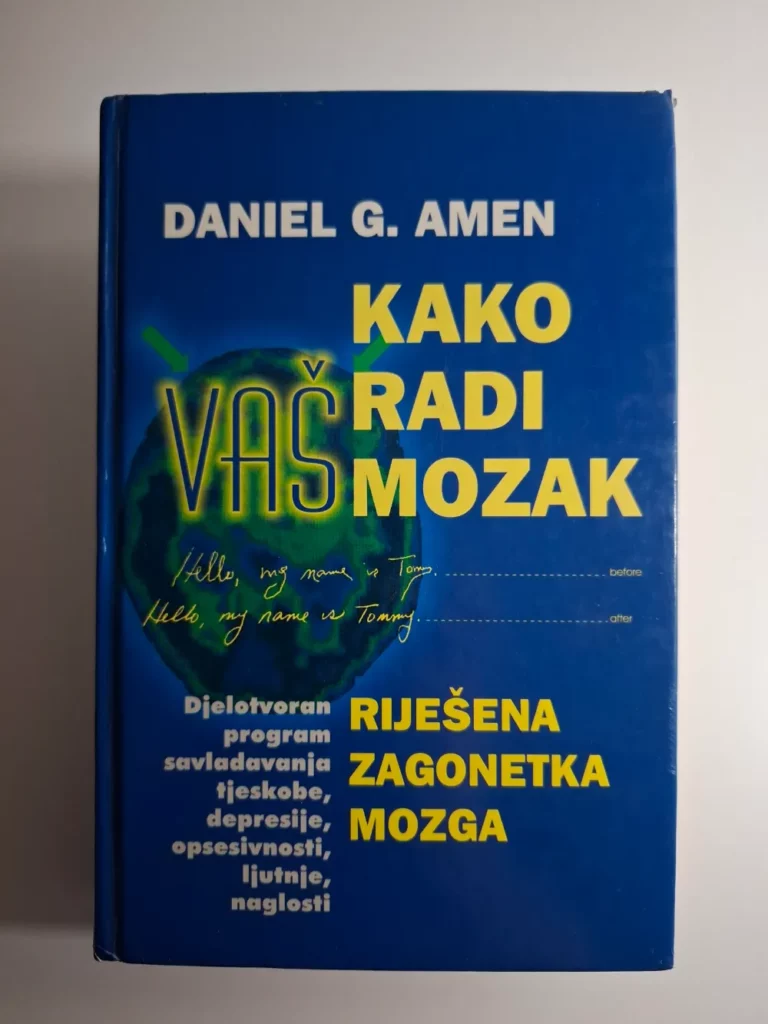 DANIEL G. AMEN
KAKO
VAŠ RADI
MOZAK
Hello, my name is Tommy. before
Hello, my name is Tommy. after
Djelotvoran
program
savladavanja
tjeskobe,
depresije,
opsesivnosti,
ljutnje,
naglosti
RIJEŠENA
ZAGONETKA
MOZGA